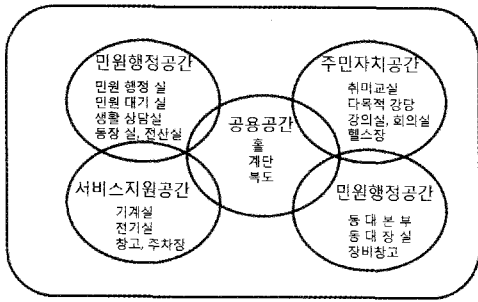 민원행정공간
민원 행정 실
민원 대기 실
생활 상담실
동장 실, 전산실
주민자치공간
취미교실
다목적 강당
강의실, 회의실
헬스장
공용공간
홀
계단
복도
서비스지원공간
기계실
전기실
창고, 주차장
민원행정공간
동 대 본 부
동 대 장 실
장비창고